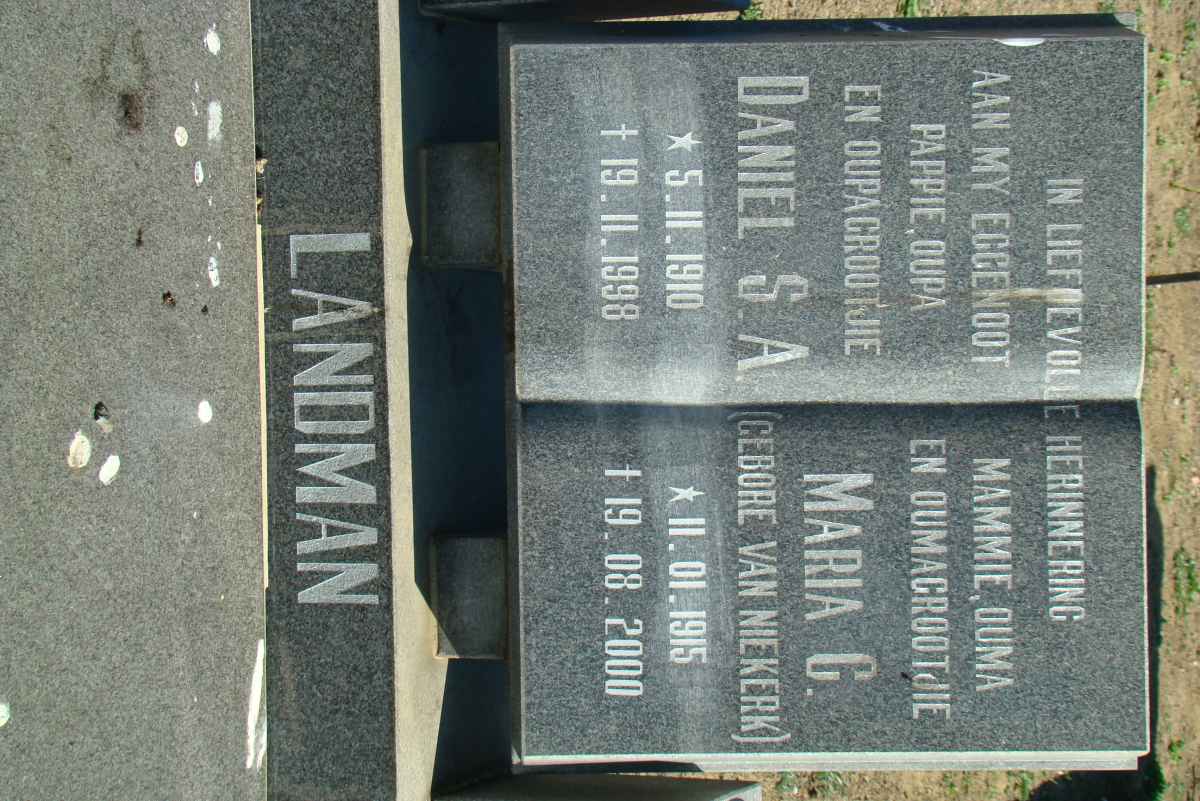 IN LIEFDEVOLLE HERINNERING
AAN MY EGGENOOT
PAPPIE, OUPA
EN OUPAGROOTJIE
DANIEL S. A.
★ 5.11.1910
† 19.11.1998
MAMMIE, OUMA
EN OUMAGROOTJIE
MARIA G.
(GEBORE VAN NIEKERK)
★ 11.01.1915
† 19.08.2000
LANDMAN